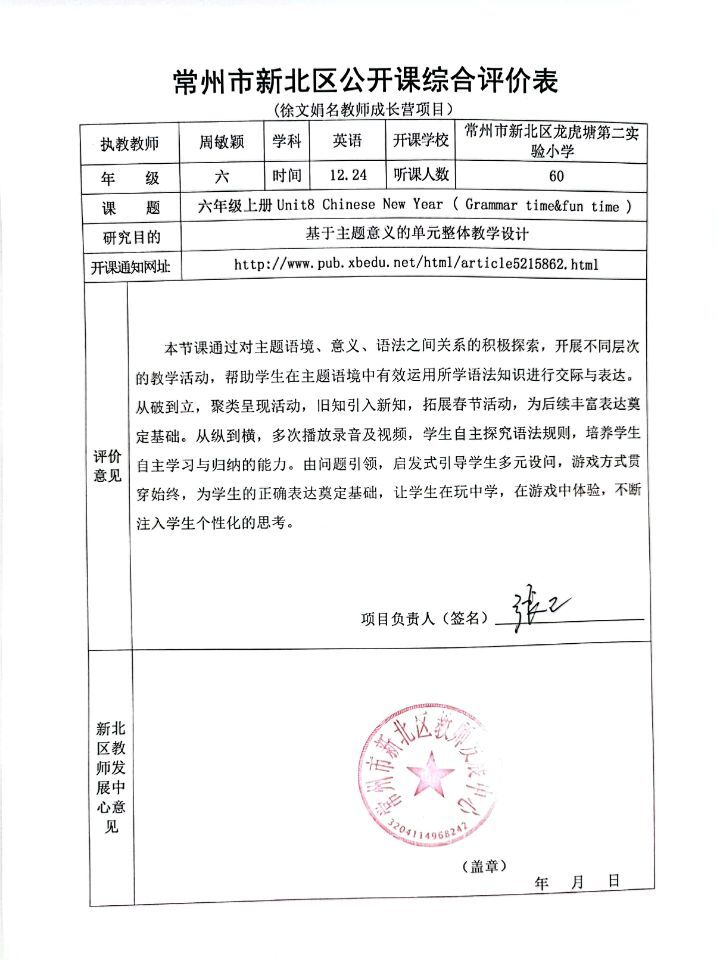 常州市新北区公开课综合评价表
(徐文娟名教师成长营项目)
执教教师 周敏颖 学科 英语 开课学校 常州市新北区龙虎塘第二实
验小学
年 级 六 时间 12.24 听课人数 60
课 题 六年级上册 Unit8 Chinese New Year ( Grammar time&fun time )
研究目的 基于主题意义的单元整体教学设计
开课通知网址 http://www.pub.xbedu.net/html/article5215862.html
评价
意见
本节课通过对主题语境、意义、语法之间关系的积极探索，开展不同层次
的教学活动，帮助学生在主题语境中有效运用所学语法知识进行交际与表达。
从破到立，聚类呈现活动，旧知引入新知，拓展春节活动，为后续丰富表达奠
定基础。从纵到横，多次播放录音及视频，学生自主探究语法规则，培养学生
自主学习与归纳的能力。由问题引领，启发式引导学生多元设问，游戏方式贯
穿始终，为学生的正确表达奠定基础，让学生在玩中学，在游戏中体验，不断
注入学生个性化的思考。
项目负责人（签名）
新北
区教
师发
展中
心意
见
常州市新北区教师发展中心
3204114968242
（盖章）
年 月 日